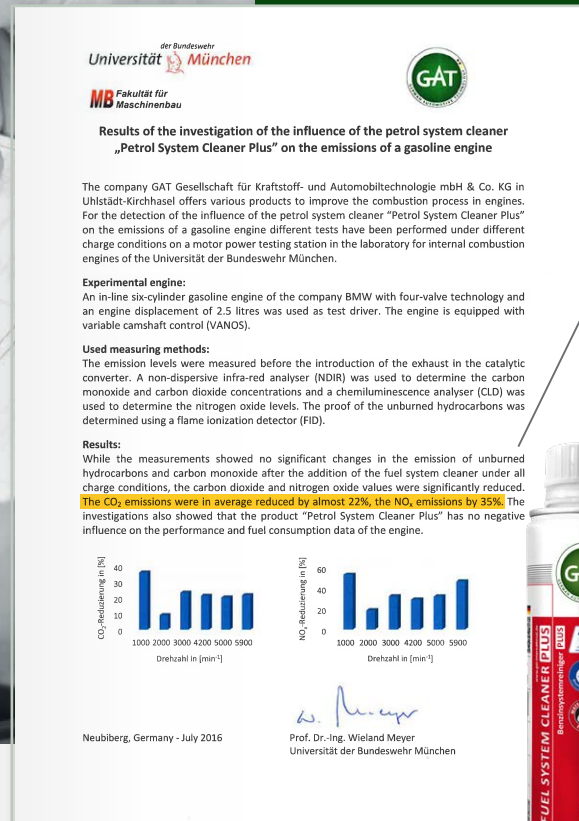 der Bundeswehr
Universität München
MB Fakultät für
Maschinenbau
GAT
Results of the investigation of the influence of the petrol system cleaner
„Petrol System Cleaner Plus" on the emissions of a gasoline engine
The company GAT Gesellschaft für Kraftstoff- und Automobiltechnologie mbH & Co. KG in
Uhlstädt-Kirchhasel offers various products to improve the combustion process in engines.
For the detection of the influence of the petrol system cleaner "Petrol System Cleaner Plus"
on the emissions of a gasoline engine different tests have been performed under different
charge conditions on a motor power testing station in the laboratory for internal combustion
engines of the Universität der Bundeswehr München.
Experimental engine:
An in-line six-cylinder gasoline engine of the company BMW with four-valve technology and
an engine displacement of 2.5 litres was used as test driver. The engine is equipped with
variable camshaft control (VANOS).
Used measuring methods:
The emission levels were measured before the introduction of the exhaust in the catalytic
converter. A non-dispersive infra-red analyser (NDIR) was used to determine the carbon
monoxide and carbon dioxide concentrations and a chemiluminescence analyser (CLD) was
used to determine the nitrogen oxide levels. The proof of the unburned hydrocarbons was
determined using a flame ionization detector (FID).
Results:
While the measurements showed no significant changes in the emission of unburned
hydrocarbons and carbon monoxide after the addition of the fuel system cleaner under all
charge conditions, the carbon dioxide and nitrogen oxide values were significantly reduced.
The CO₂ emissions were in average reduced by almost 22%, the NOₓ emissions by 35%. The
investigations also showed that the product "Petrol System Cleaner Plus" has no negative
influence on the performance and fuel consumption data of the engine.
CO₂-Reduzierung in [%]
40
30
20
10
0
1000 2000 3000 4200 5000 5900
Drehzahl in [min⁻¹]
NOₓ-Reduzierung in [%]
60
40
20
0
1000 2000 3000 4200 5000 5900
Drehzahl in [min⁻¹]
W. Meyer
Neubiberg, Germany - July 2016
Prof. Dr.-Ing. Wieland Meyer
Universität der Bundeswehr München
FUEL SYSTEM CLEANER PLUS
Benzinsystemreiniger PLUS